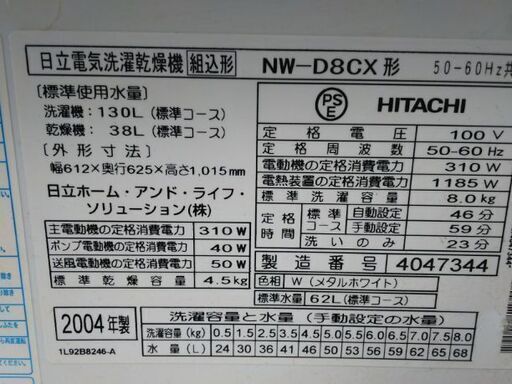 日立電気洗濯乾燥機 組込形 NW-D8CX形 50-60Hz共
〔標準使用水量〕
洗濯機：130L（標準コース）
乾燥機： 38L（標準コース）
〔外形寸法〕
幅612×奥行625×高さ1,015mm
日立ホーム・アンド・ライフ・
ソリューション(株)
主電動機の定格消費電力 310W
ポンプ電動機の定格消費電力 40W
送風電動機の定格消費電力 50W
標準乾燥容量 4.5kg
PSE HITACHI
定格電圧 100V
定格周波数 50-60Hz
電動機の定格消費電力 310W
電熱装置の定格消費電力 1185W
標準洗濯容量 8.0kg
定格時間 標準コース 自動設定 46分
手動設定 59分
洗いのみ 23分
製造番号 4047344
色相 W（メタルホワイト）
標準水量 62L（標準コース）
2004年製
1L92B8246-A
洗濯容量と水量（手動設定の水量）
洗濯容量(kg) 0.5 1.5 2.5 3.5 4.5 5.0 5.5 6.0 6.5 7.0 7.5 8.0
水量(L) 24 30 36 41 47 50 53 56 59 62 65 68